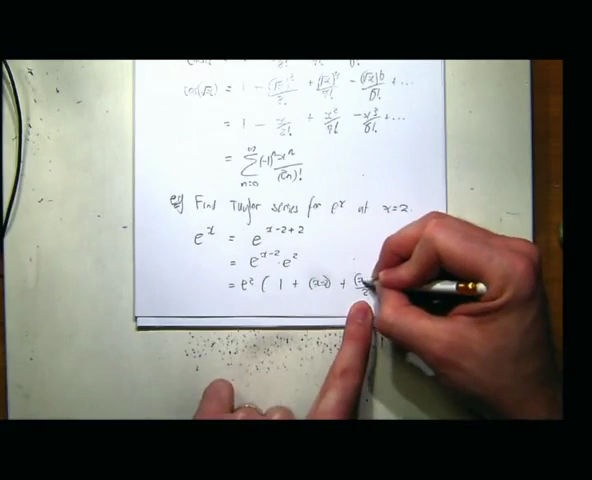 cos(√x) = 1 - (√x)²/2! + (√x)⁴/4! - (√x)⁶/6! + ...
= 1 - x/2! + x²/4! - x³/6! + ...
= ∞ Σ n=0 (-1)ⁿxⁿ/(2n)!
eg Find Taylor series for eˣ at x=2.
eˣ = e^(x-2+2)
= e^(x-2) · e²
= e² ( 1 + (x-2) +